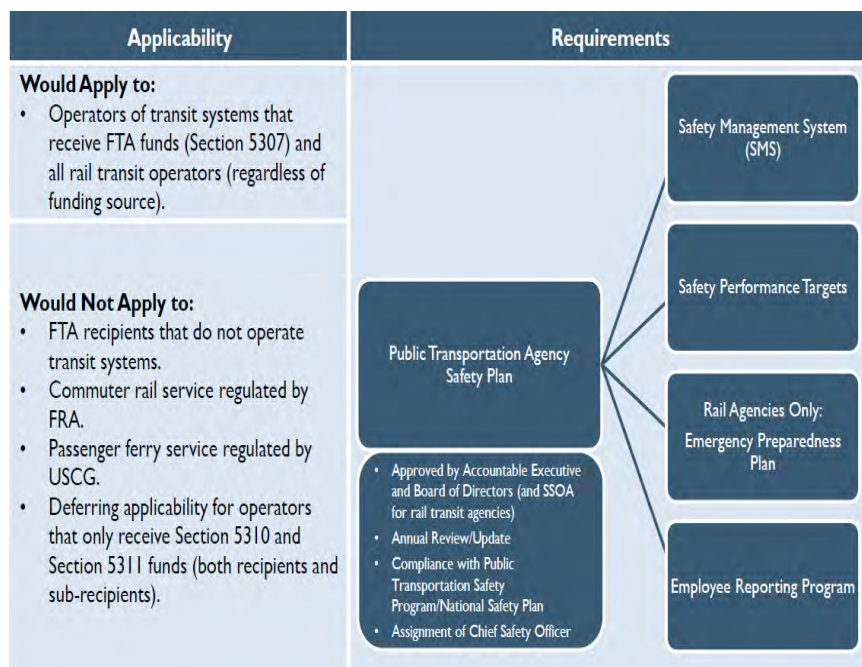 Applicability
Requirements
Would Apply to:
• Operators of transit systems that
receive FTA funds (Section 5307) and
all rail transit operators (regardless of
funding source).
Would Not Apply to:
• FTA recipients that do not operate
transit systems.
• Commuter rail service regulated by
FRA.
• Passenger ferry service regulated by
USCG.
• Deferring applicability for operators
that only receive Section 5310 and
Section 5311 funds (both recipients and
sub-recipients).
Public Transportation Agency
Safety Plan
• Approved by Accountable Executive
and Board of Directors (and SSOA
for rail transit agencies)
• Annual Review/Update
• Compliance with Public
Transportation Safety
Program/National Safety Plan
• Assignment of Chief Safety Officer
Safety Management System
(SMS)
Safety Performance Targets
Rail Agencies Only:
Emergency Preparedness
Plan
Employee Reporting Program